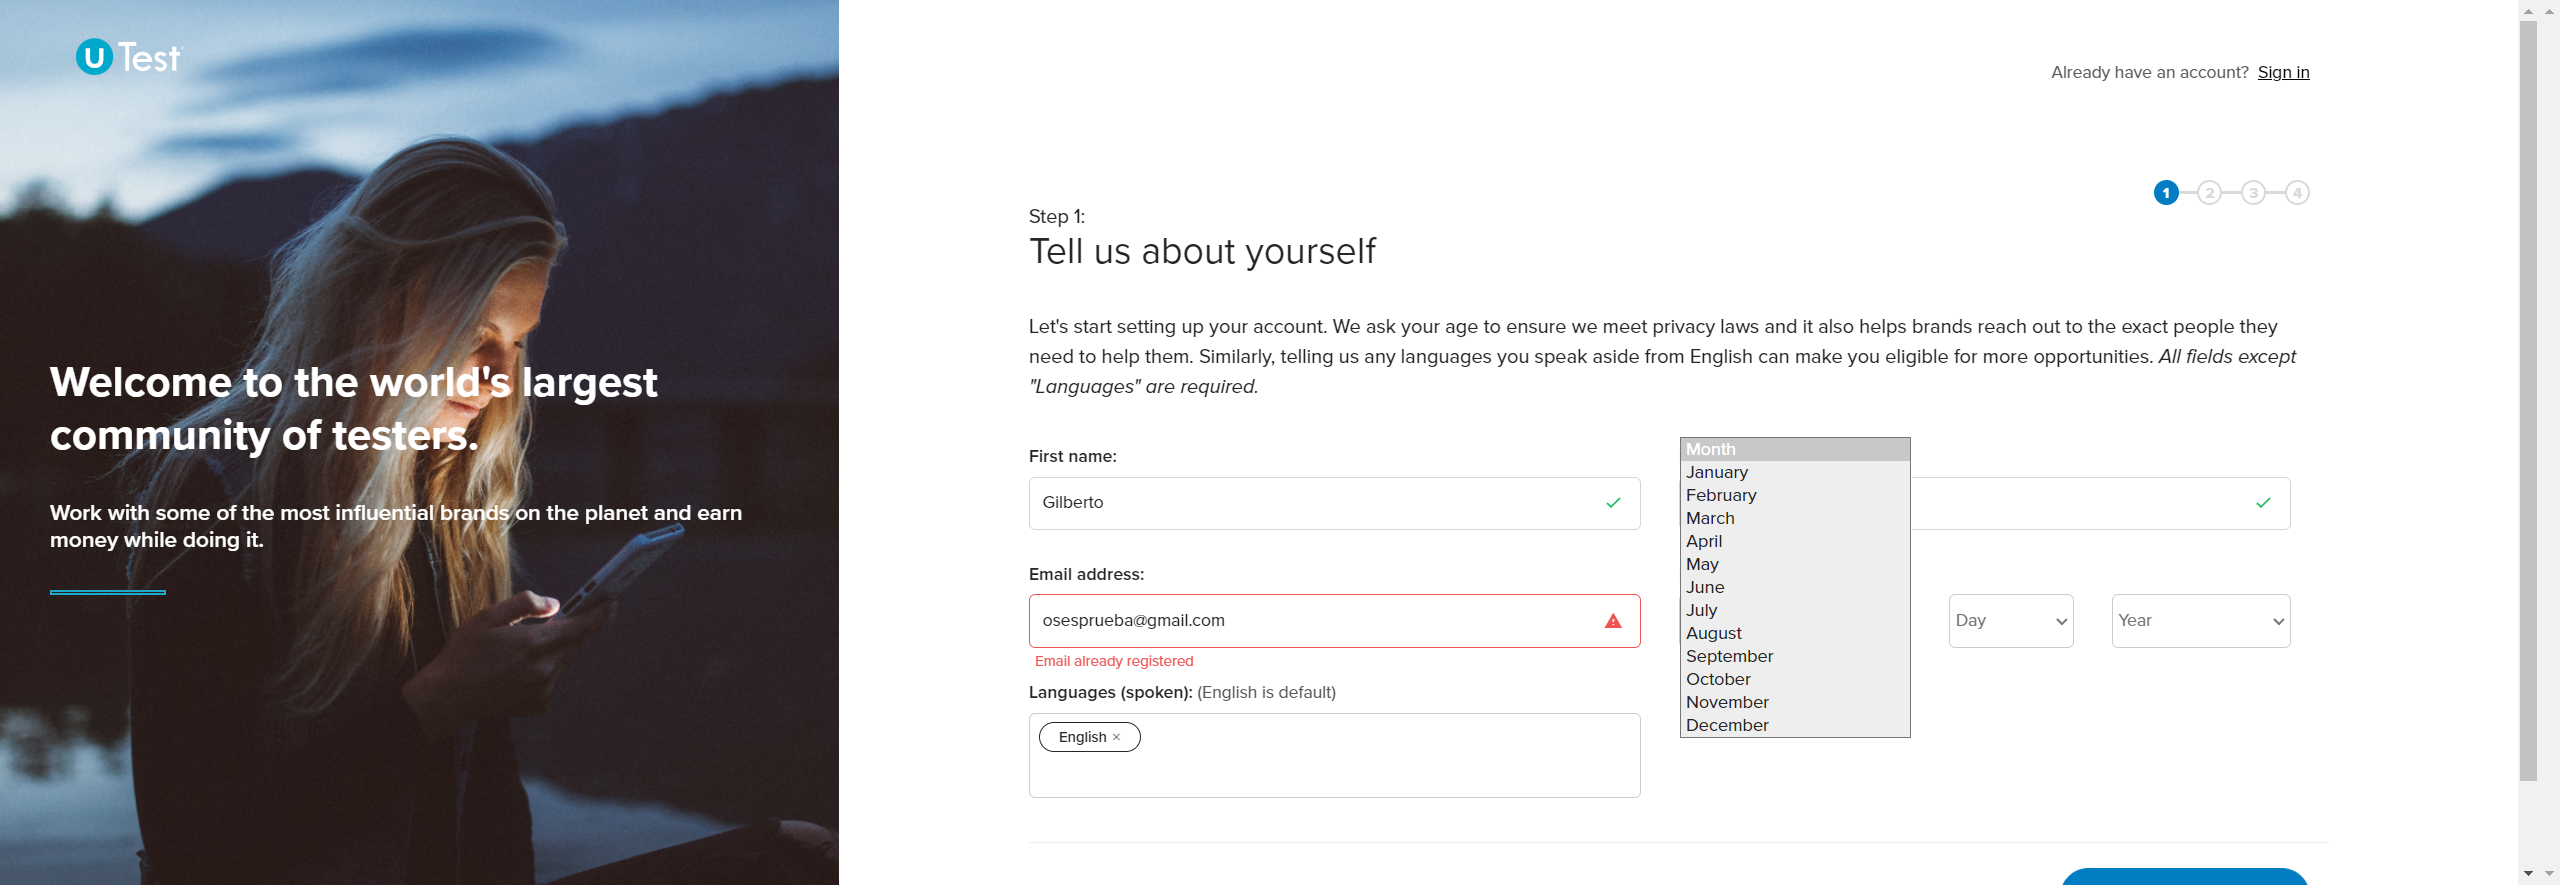 U Test
Welcome to the world's largest
community of testers.
Work with some of the most influential brands on the planet and earn
money while doing it.
Already have an account? Sign in
1 2 3 4
Step 1:
Tell us about yourself
Let's start setting up your account. We ask your age to ensure we meet privacy laws and it also helps brands reach out to the exact people they
need to help them. Similarly, telling us any languages you speak aside from English can make you eligible for more opportunities. All fields except
"Languages" are required.
First name:
Gilberto
Email address:
osesprueba@gmail.com
Email already registered
Languages (spoken): (English is default)
English ×
Month
January
February
March
April
May
June
July
August
September
October
November
December
Day
Year